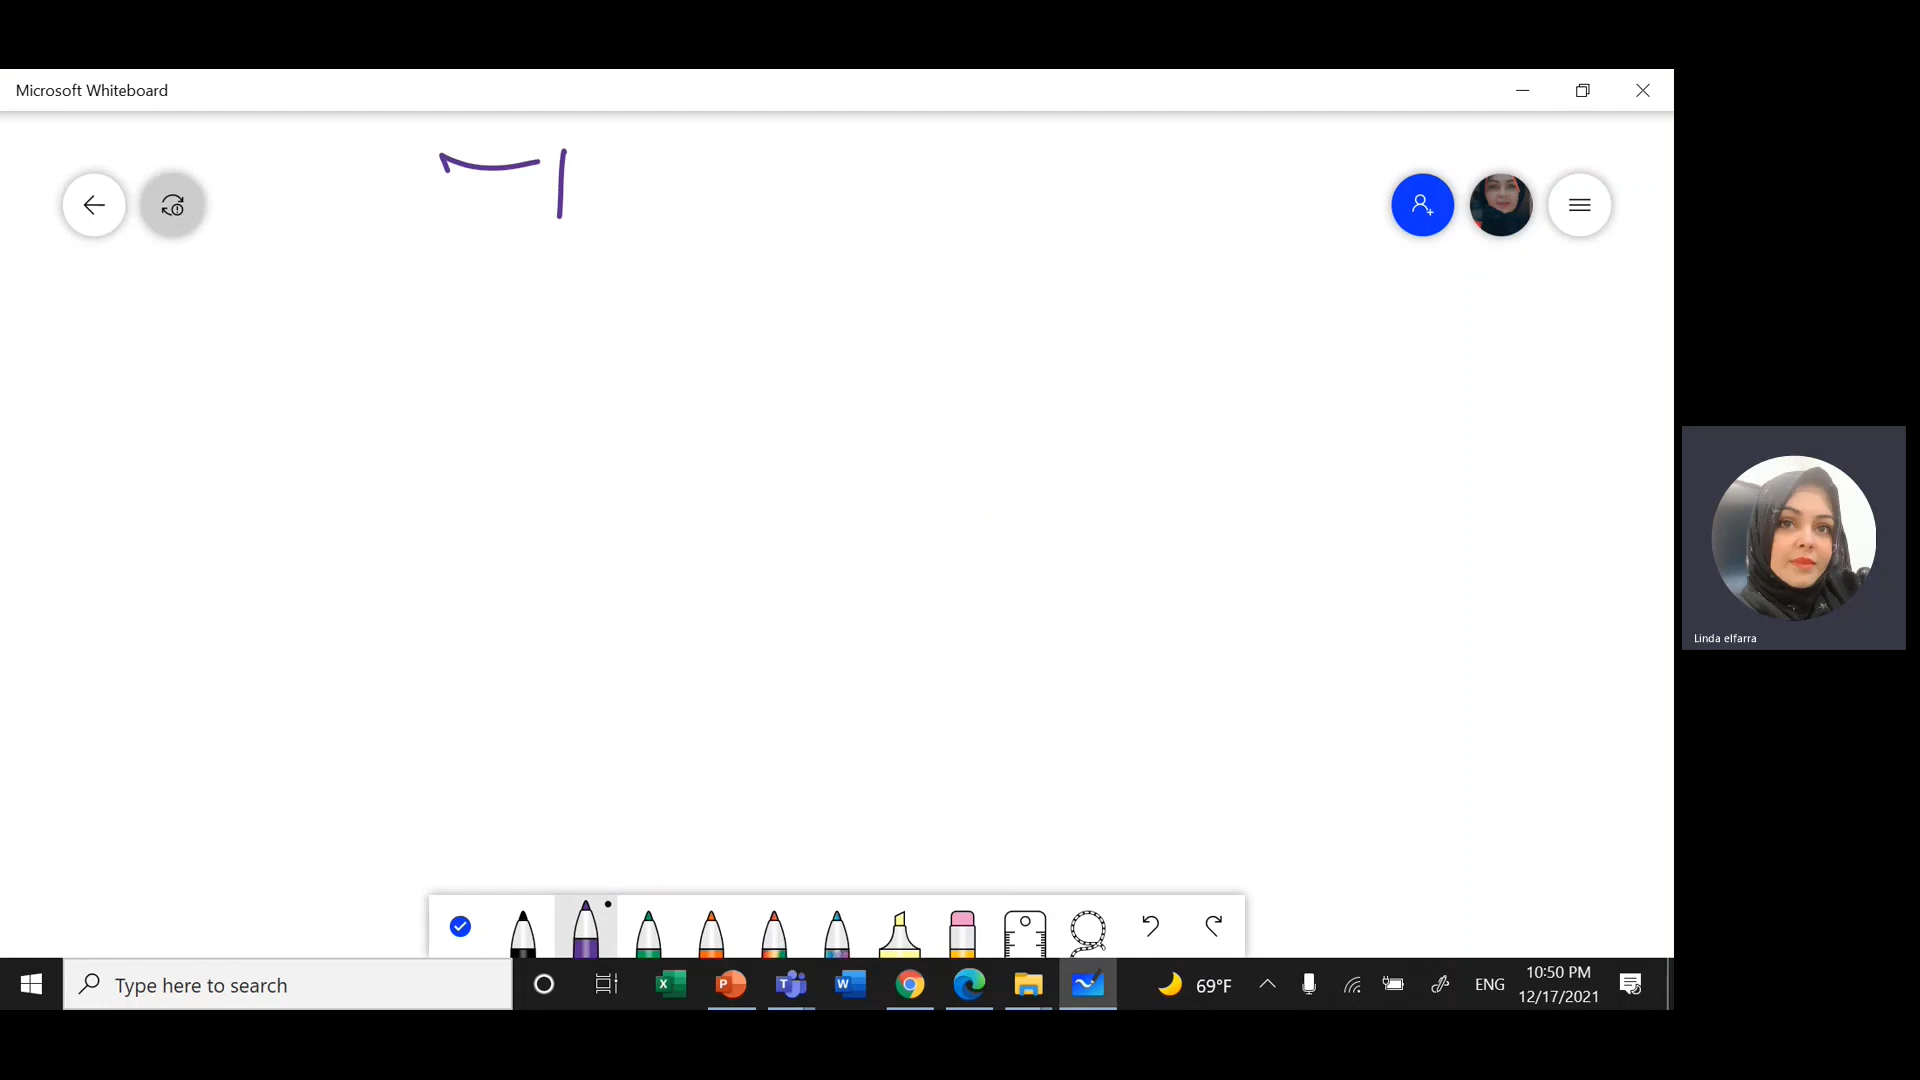 Microsoft Whiteboard
Linda elfarra
Type here to search
69°F
ENG
10:50 PM
12/17/2021